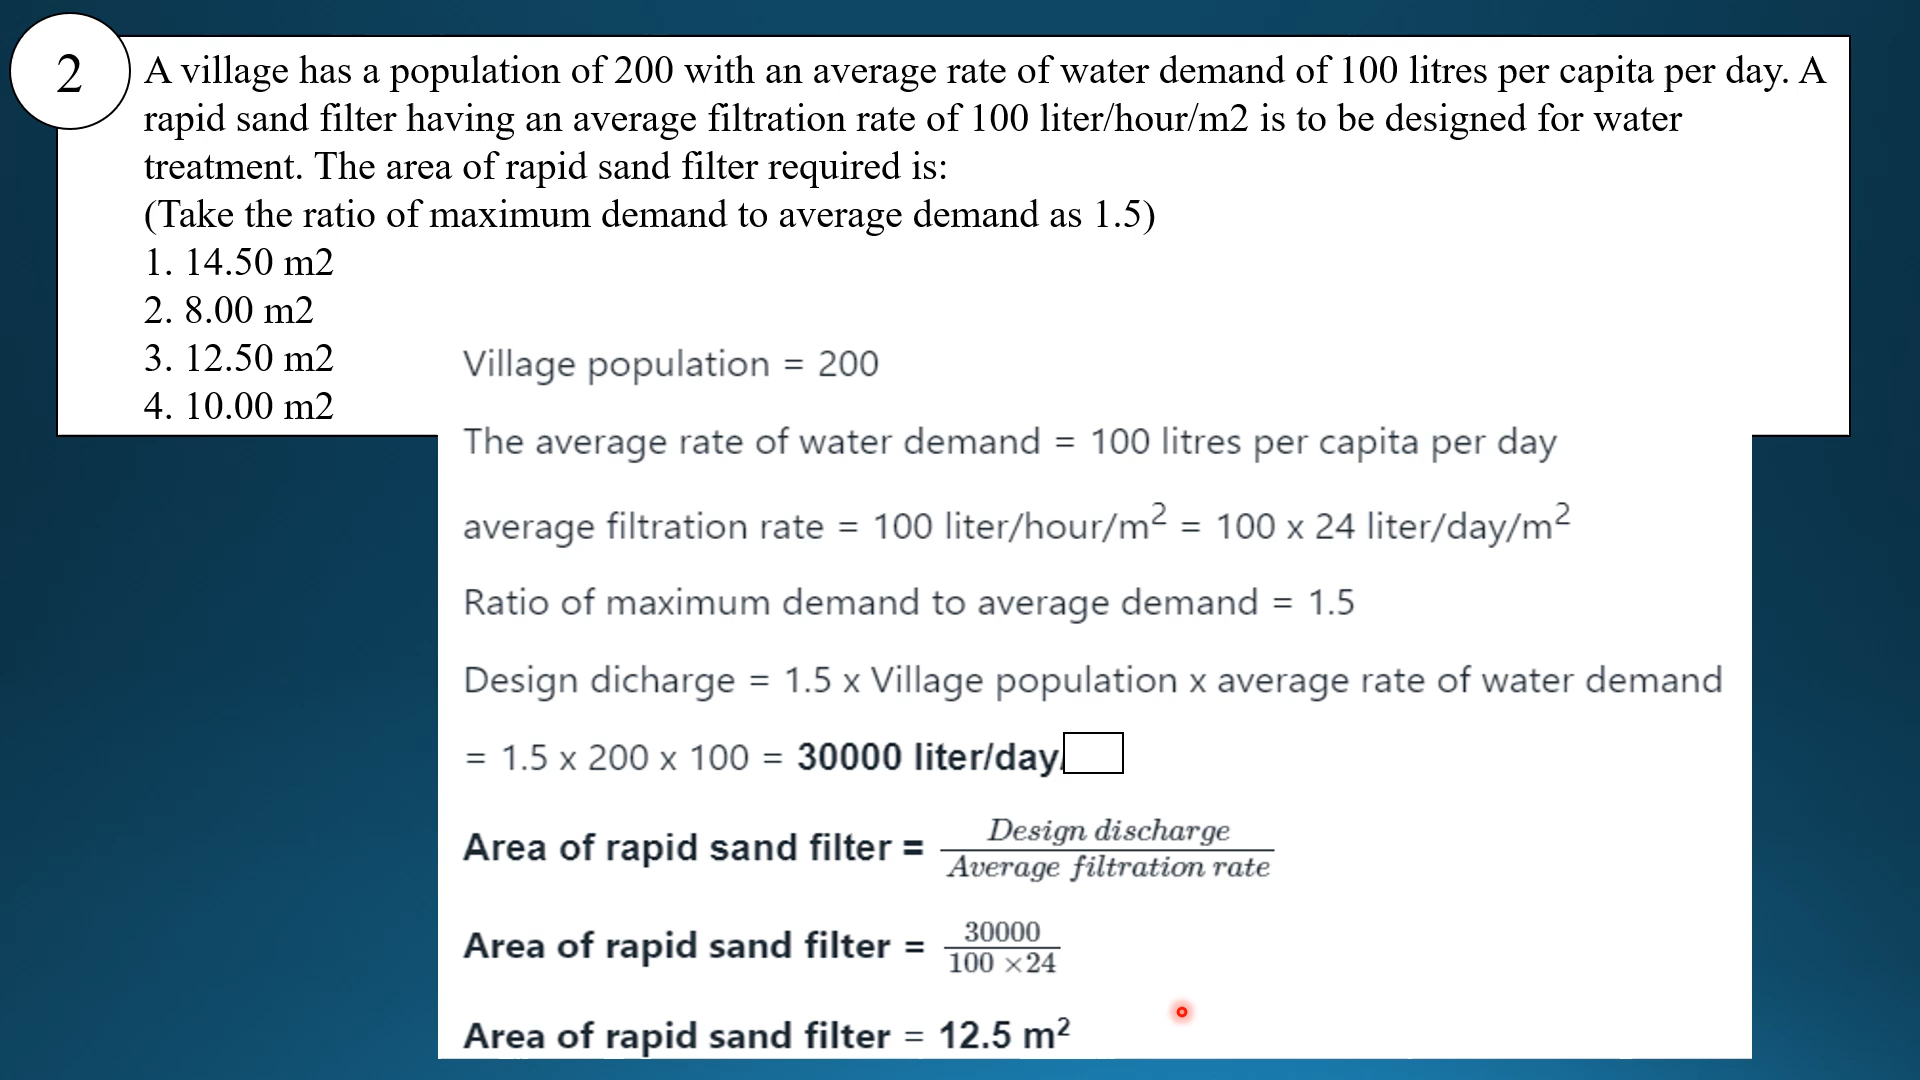 2
A village has a population of 200 with an average rate of water demand of 100 litres per capita per day. A
rapid sand filter having an average filtration rate of 100 liter/hour/m2 is to be designed for water
treatment. The area of rapid sand filter required is:
(Take the ratio of maximum demand to average demand as 1.5)
1. 14.50 m2
2. 8.00 m2
3. 12.50 m2
4. 10.00 m2
Village population = 200
The average rate of water demand = 100 litres per capita per day
average filtration rate = 100 liter/hour/m² = 100 x 24 liter/day/m²
Ratio of maximum demand to average demand = 1.5
Design dicharge = 1.5 x Village population x average rate of water demand
= 1.5 x 200 x 100 = 30000 liter/day
Area of rapid sand filter = Design discharge / Average filtration rate
Area of rapid sand filter = 30000 / 100 ×24
Area of rapid sand filter = 12.5 m²